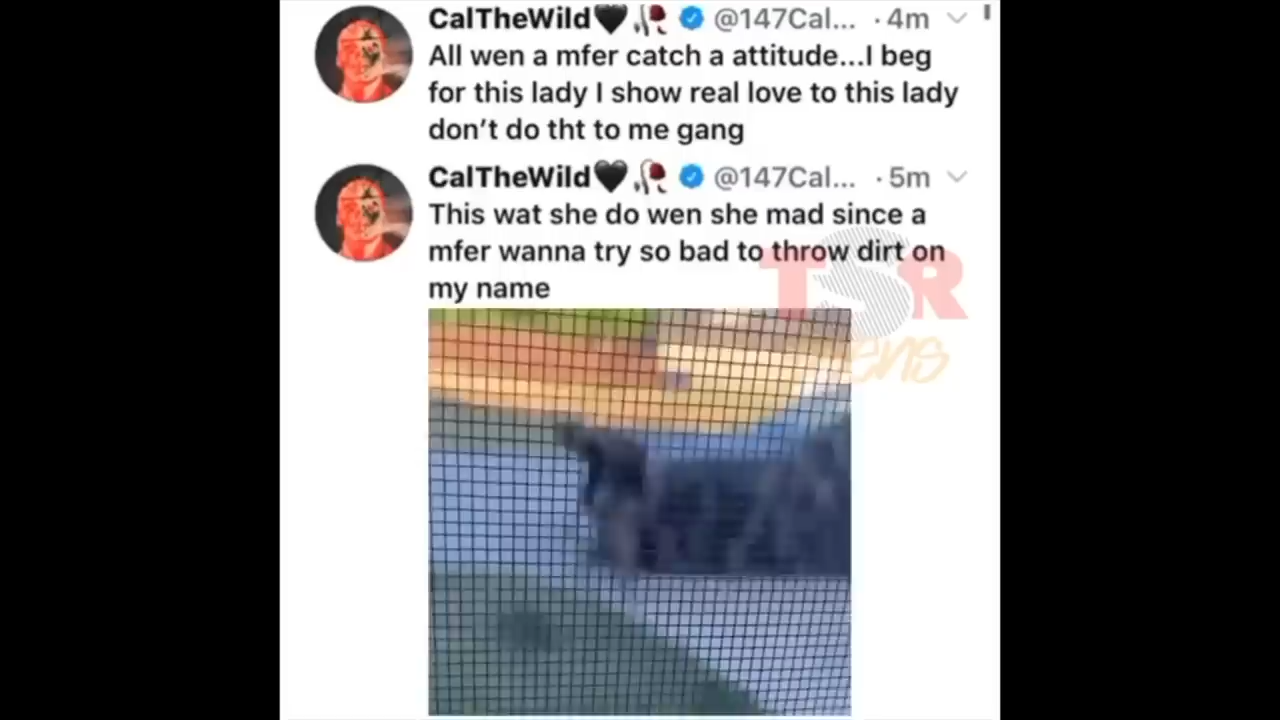 CalTheWild🖤🥀 @147Cal... · 4m
All wen a mfer catch a attitude...I beg
for this lady I show real love to this lady
don't do tht to me gang
CalTheWild🖤🥀 @147Cal... · 5m
This wat she do wen she mad since a
mfer wanna try so bad to throw dirt on
my name
TSR